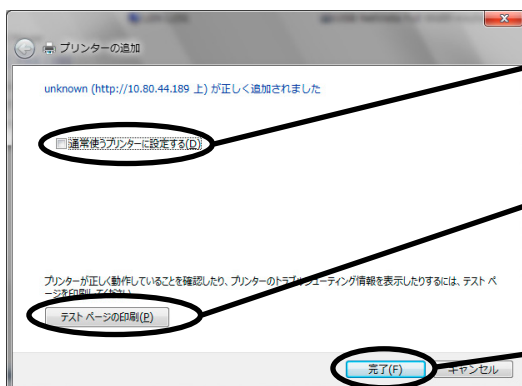 プリンターの追加
unknown (http://10.80.44.189 上) が正しく追加されました
通常使うプリンターに設定する(D)
プリンターが正しく動作していることを確認したり、プリンターのトラブルシューティング情報を表示したりするには、テスト ペ
ージを印刷してください。
テスト ページの印刷(P)
完了(F)
キャンセル